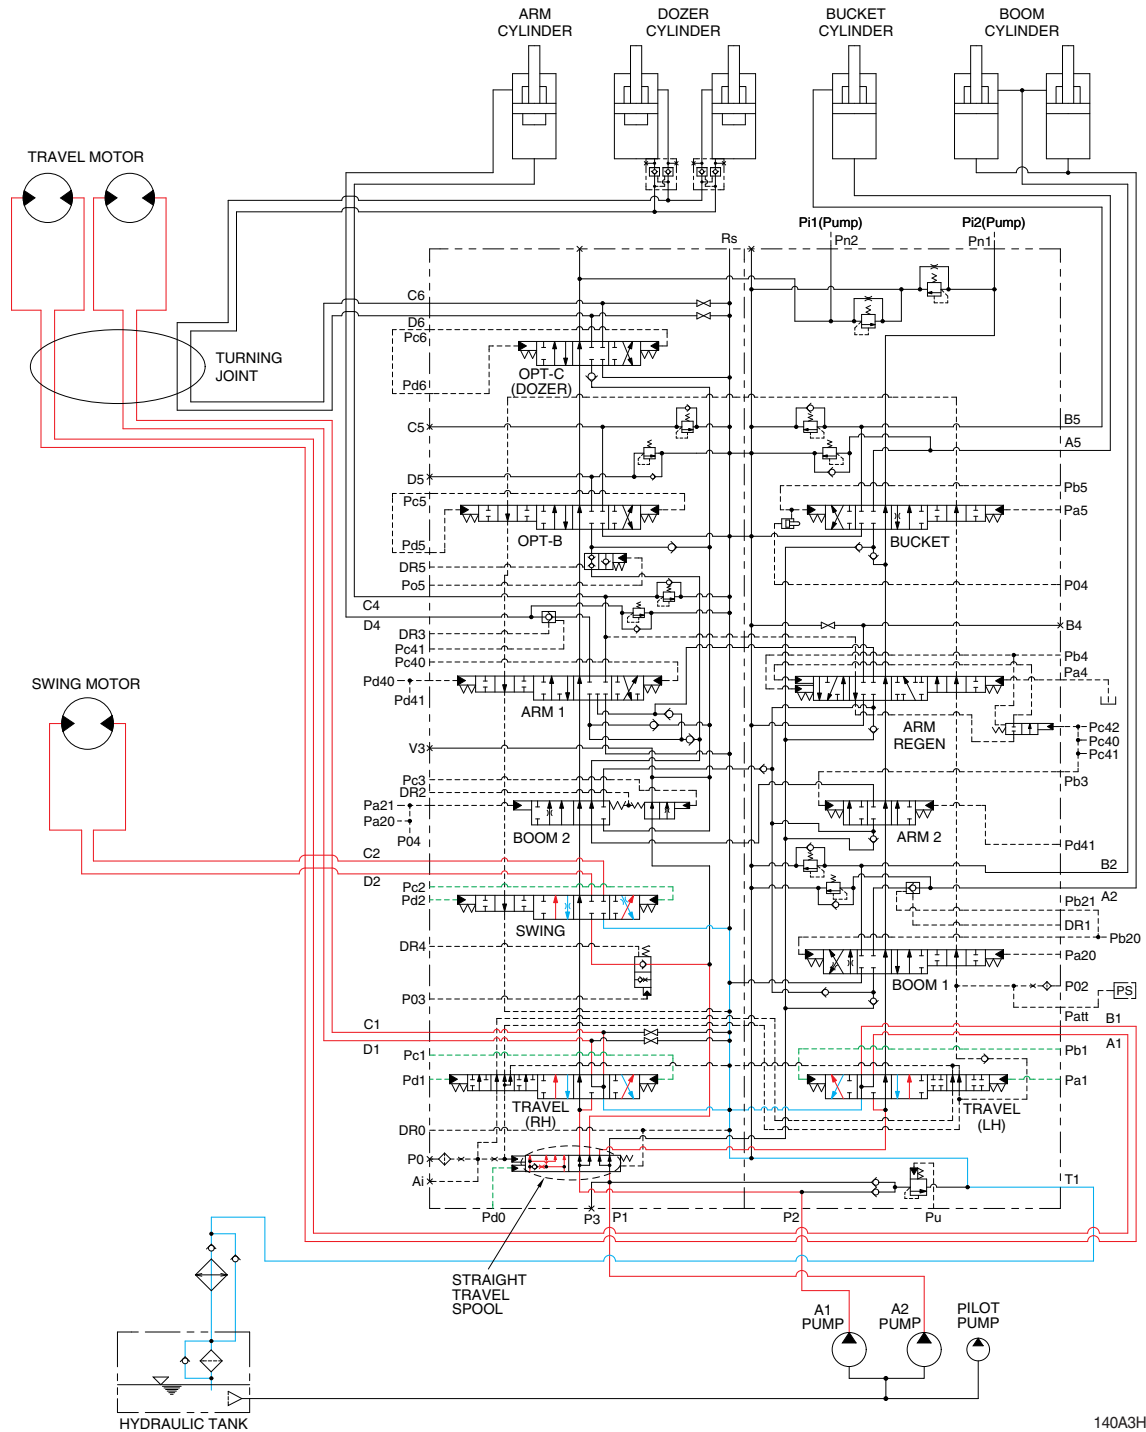 ARM
CYLINDER
DOZER
CYLINDER
BUCKET
CYLINDER
BOOM
CYLINDER
TRAVEL MOTOR
TURNING
JOINT
SWING MOTOR
Pi1(Pump)
Pn2
Pi2(Pump)
Pn1
Rs
C6
D6
Pc6
Pd6
OPT-C
(DOZER)
C5
D5
Pc5
Pd5
OPT-B
DR5
Po5
C4
D4
DR3
Pc41
Pc40
Pd40
Pd41
ARM 1
V3
Pc3
DR2
Pa21
Pa20
P04
BOOM 2
C2
D2
Pc2
Pd2
SWING
DR4
P03
C1
D1
Pc1
Pd1
TRAVEL
(RH)
DR0
P0
Ai
Pd0
P3
P1
P2
Pu
B5
A5
Pb5
Pa5
BUCKET
P04
B4
Pb4
Pa4
ARM
REGEN
Pc42
Pc40
Pc41
Pb3
ARM 2
Pd41
B2
A2
Pb21
DR1
Pb20
Pa20
BOOM 1
P02
PS
Patt
B1
A1
Pb1
Pa1
TRAVEL
(LH)
T1
STRAIGHT
TRAVEL
SPOOL
A1
PUMP
A2
PUMP
PILOT
PUMP
HYDRAULIC TANK
140A3H